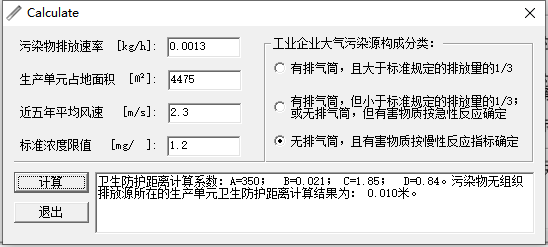 Calculate
污染物排放速率 [kg/h]: 0.0013
生产单元占地面积 [m²]: 4475
近五年平均风速 [m/s]: 2.3
标准浓度限值 [mg/ ]: 1.2
工业企业大气污染源构成分类:
有排气筒，且大于标准规定的排放量的1/3
有排气筒，但小于标准规定的排放量的1/3;
或无排气筒，但有害物质按急性反应确定
无排气筒，且有害物质按慢性反应指标确定
计算
退出
卫生防护距离计算系数: A=350; B=0.021; C=1.85; D=0.84。污染物无组织
排放源所在的生产单元卫生防护距离计算结果为: 0.010米。